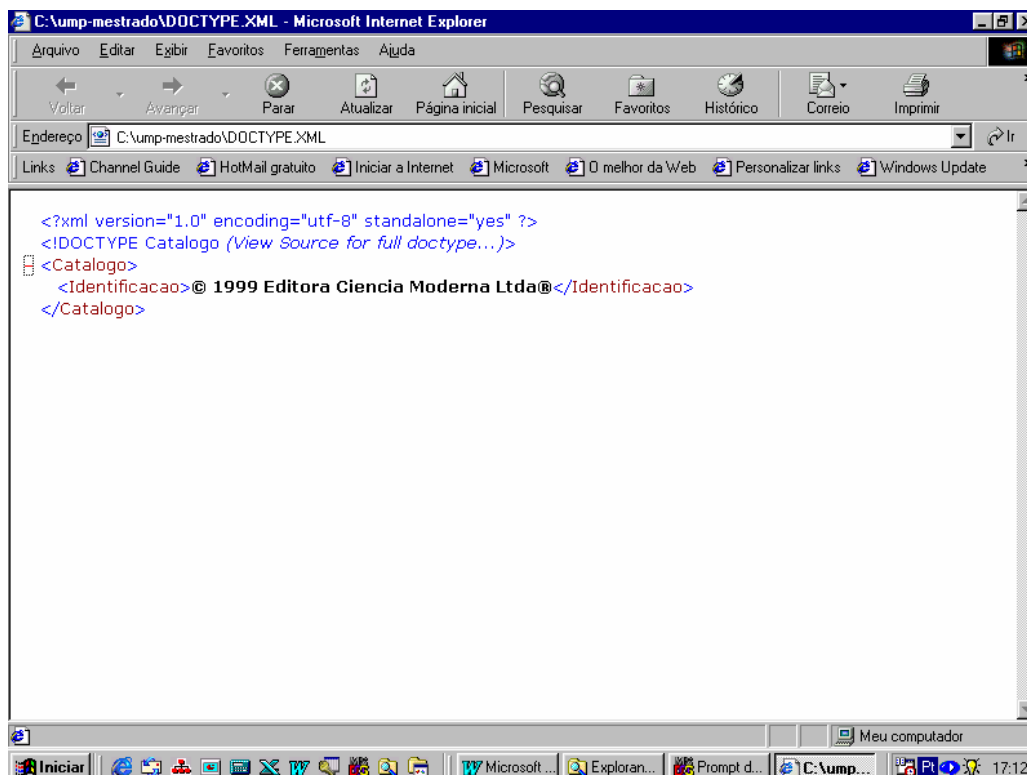 C:\ump-mestrado\DOCTYPE.XML - Microsoft Internet Explorer
Arquivo Editar Exibir Favoritos Ferramentas Ajuda
Voltar Avançar Parar Atualizar Página inicial Pesquisar Favoritos Histórico Correio Imprimir
Endereço C:\ump-mestrado\DOCTYPE.XML Ir
Links Channel Guide HotMail gratuito Iniciar a Internet Microsoft O melhor da Web Personalizar links Windows Update
<?xml version="1.0" encoding="utf-8" standalone="yes" ?>
<!DOCTYPE Catalogo (View Source for full doctype...)>
- <Catalogo>
<Identificacao>© 1999 Editora Ciencia Moderna Ltda®</Identificacao>
</Catalogo>
Meu computador
Iniciar Microsoft ... Exploran... Prompt d... C:\ump... Pt 17:12